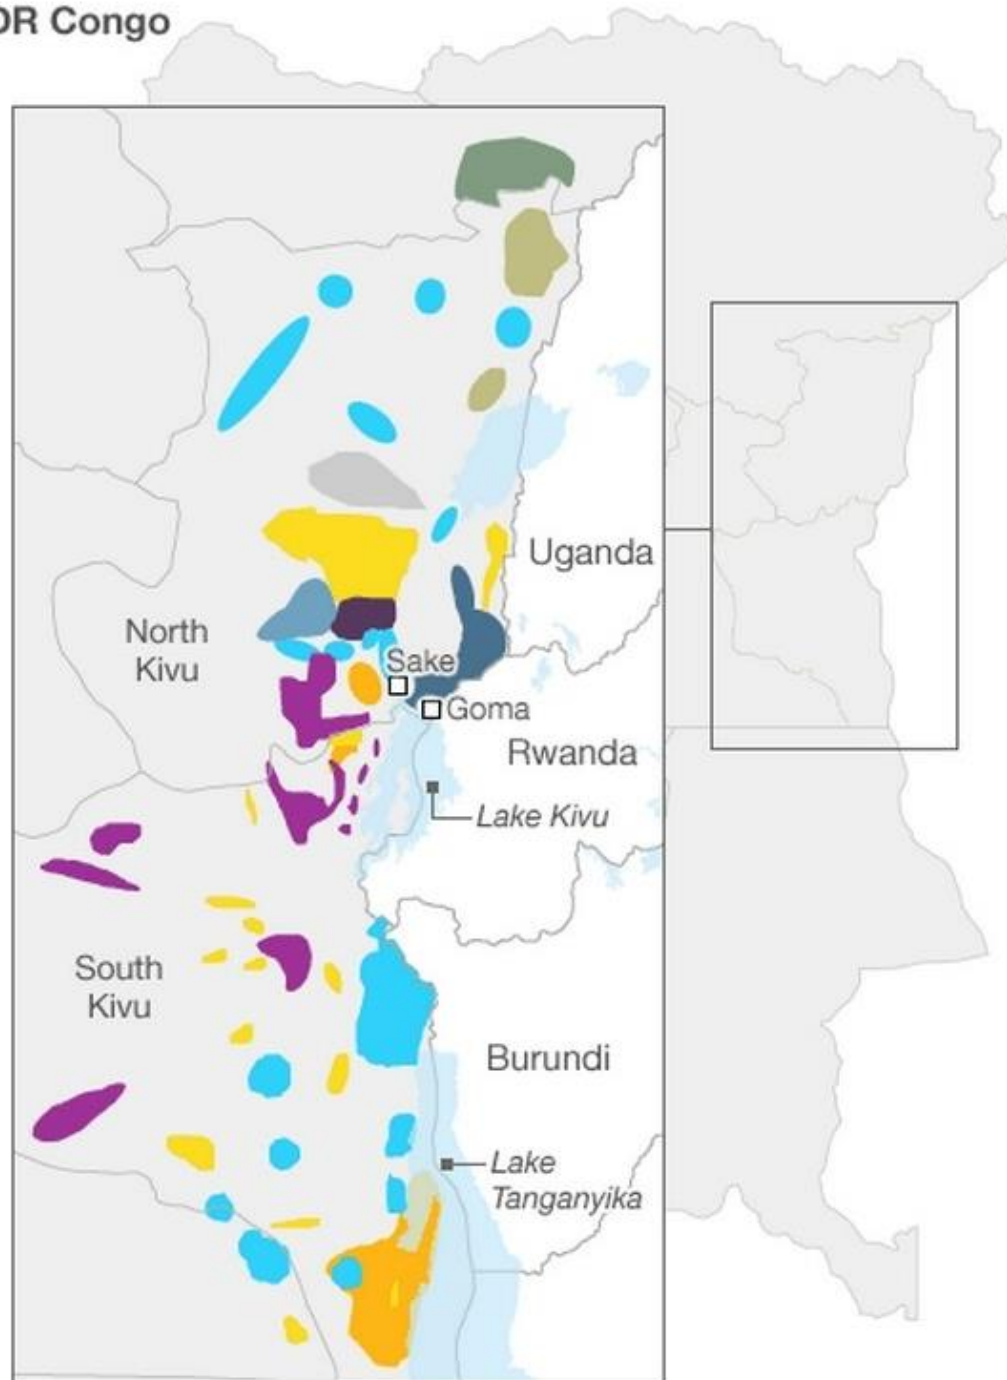 DR Congo
Uganda
North
Kivu
Sake
Goma
Rwanda
Lake Kivu
South
Kivu
Burundi
Lake
Tanganyika